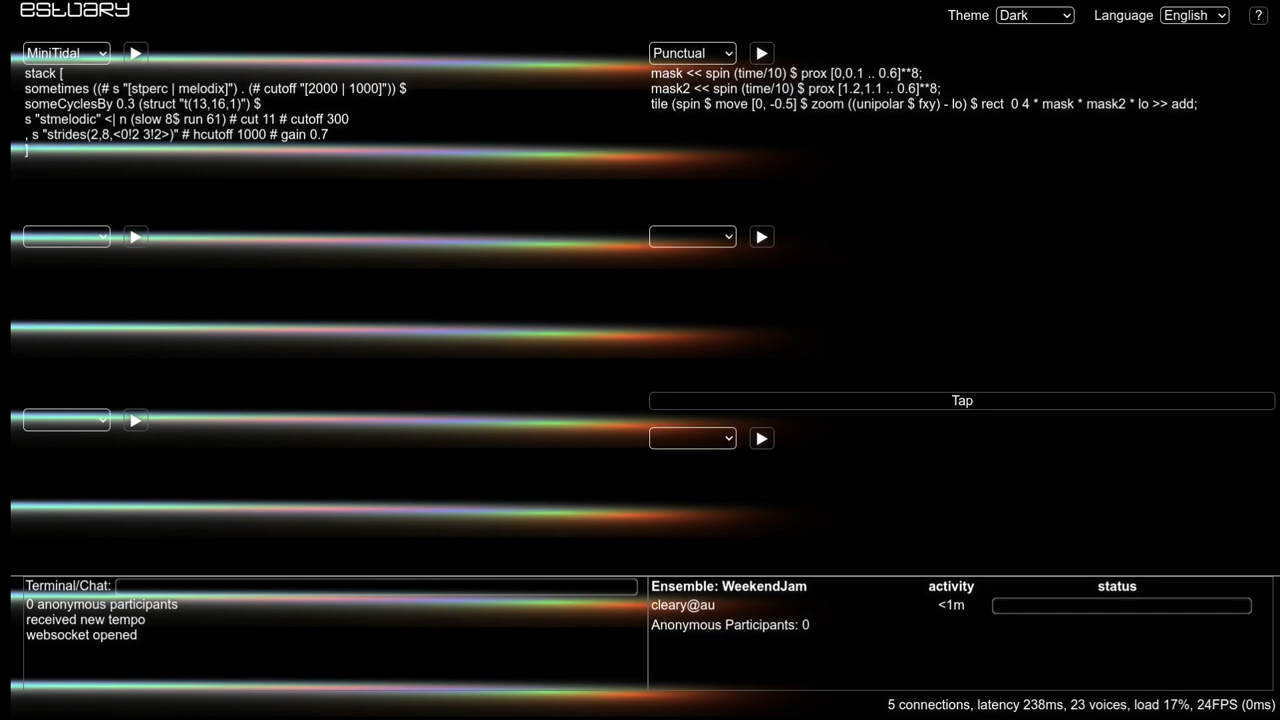 estuary
Theme Dark Language English ?
MiniTidal
stack [
sometimes ((# s "[stperc | melodix]") . (# cutoff "[2000 | 1000]")) $
someCyclesBy 0.3 (struct "t(13,16,1)") $
s "stmelodic" <| n (slow 8$ run 61) # cut 11 # cutoff 300
, s "strides(2,8,<0!2 3!2>)" # hcutoff 1000 # gain 0.7
]
Punctual
mask << spin (time/10) $ prox [0,0.1 .. 0.6]**8;
mask2 << spin (time/10) $ prox [1.2,1.1 .. 0.6]**8;
tile (spin $ move [0, -0.5] $ zoom ((unipolar $ fxy) - lo) $ rect  0 4 * mask * mask2 * lo >> add;
Tap
Terminal/Chat:
0 anonymous participants
received new tempo
websocket opened
Ensemble: WeekendJam activity status
cleary@au <1m
Anonymous Participants: 0
5 connections, latency 238ms, 23 voices, load 17%, 24FPS (0ms)